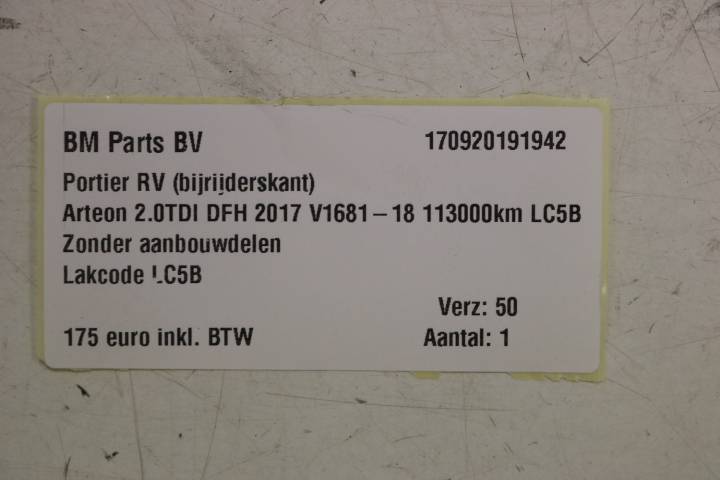 BM Parts BV 170920191942
Portier RV (bijrijderskant)
Arteon 2.0TDI DFH 2017 V1681-18 113000km LC5B
Zonder aanbouwdelen
Lakcode LC5B
Verz: 50
175 euro inkl. BTW Aantal: 1